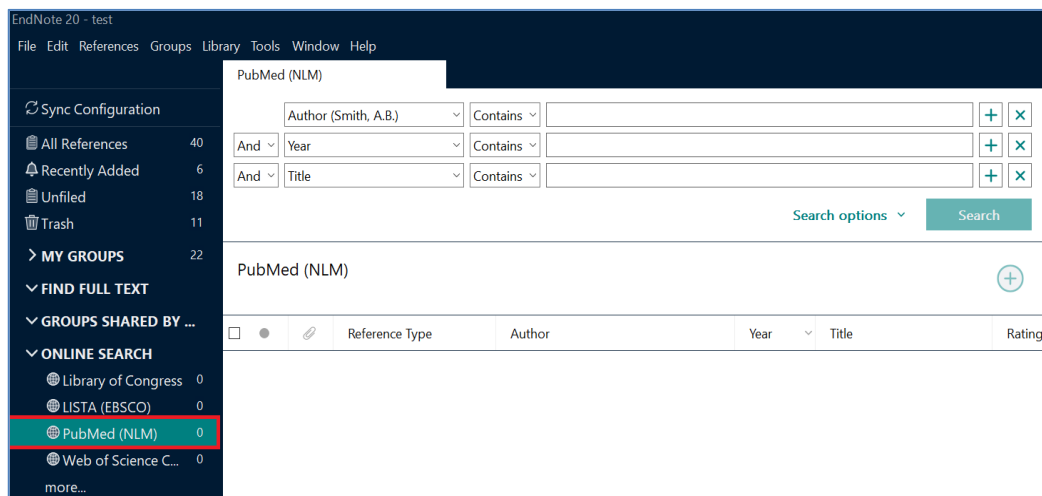 EndNote 20 - test
File Edit References Groups Library Tools Window Help
PubMed (NLM)
Sync Configuration
All References 40
Recently Added 6
Unfiled 18
Trash 11
MY GROUPS 22
FIND FULL TEXT
GROUPS SHARED BY ...
ONLINE SEARCH
Library of Congress 0
LISTA (EBSCO) 0
PubMed (NLM) 0
Web of Science C... 0
more...
Author (Smith, A.B.) Contains
And Year Contains
And Title Contains
Search options Search
PubMed (NLM)
Reference Type Author Year Title Rating